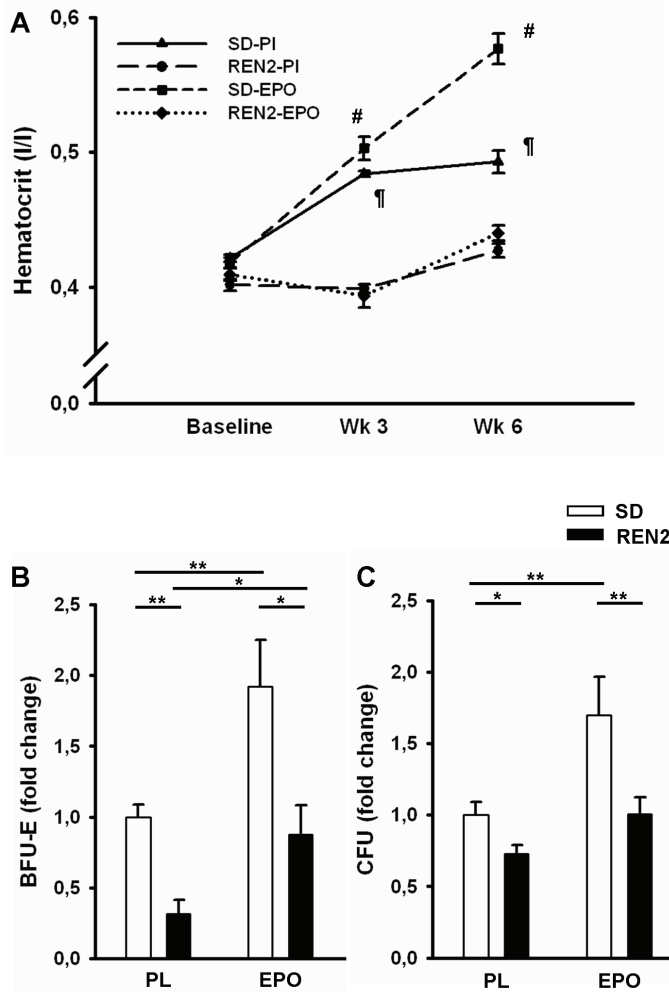 A
0,6
SD-PI
REN2-PI
SD-EPO
REN2-EPO
#
#
¶
¶
0,5
0,4
0,0
Hematocrit (l/l)
Baseline Wk 3 Wk 6
SD
REN2
B
**
*
**
*
2,5
2,0
1,5
1,0
0,5
0,0
BFU-E (fold change)
PL EPO
C
**
*
**
2,5
2,0
1,5
1,0
0,5
0,0
CFU (fold change)
PL EPO